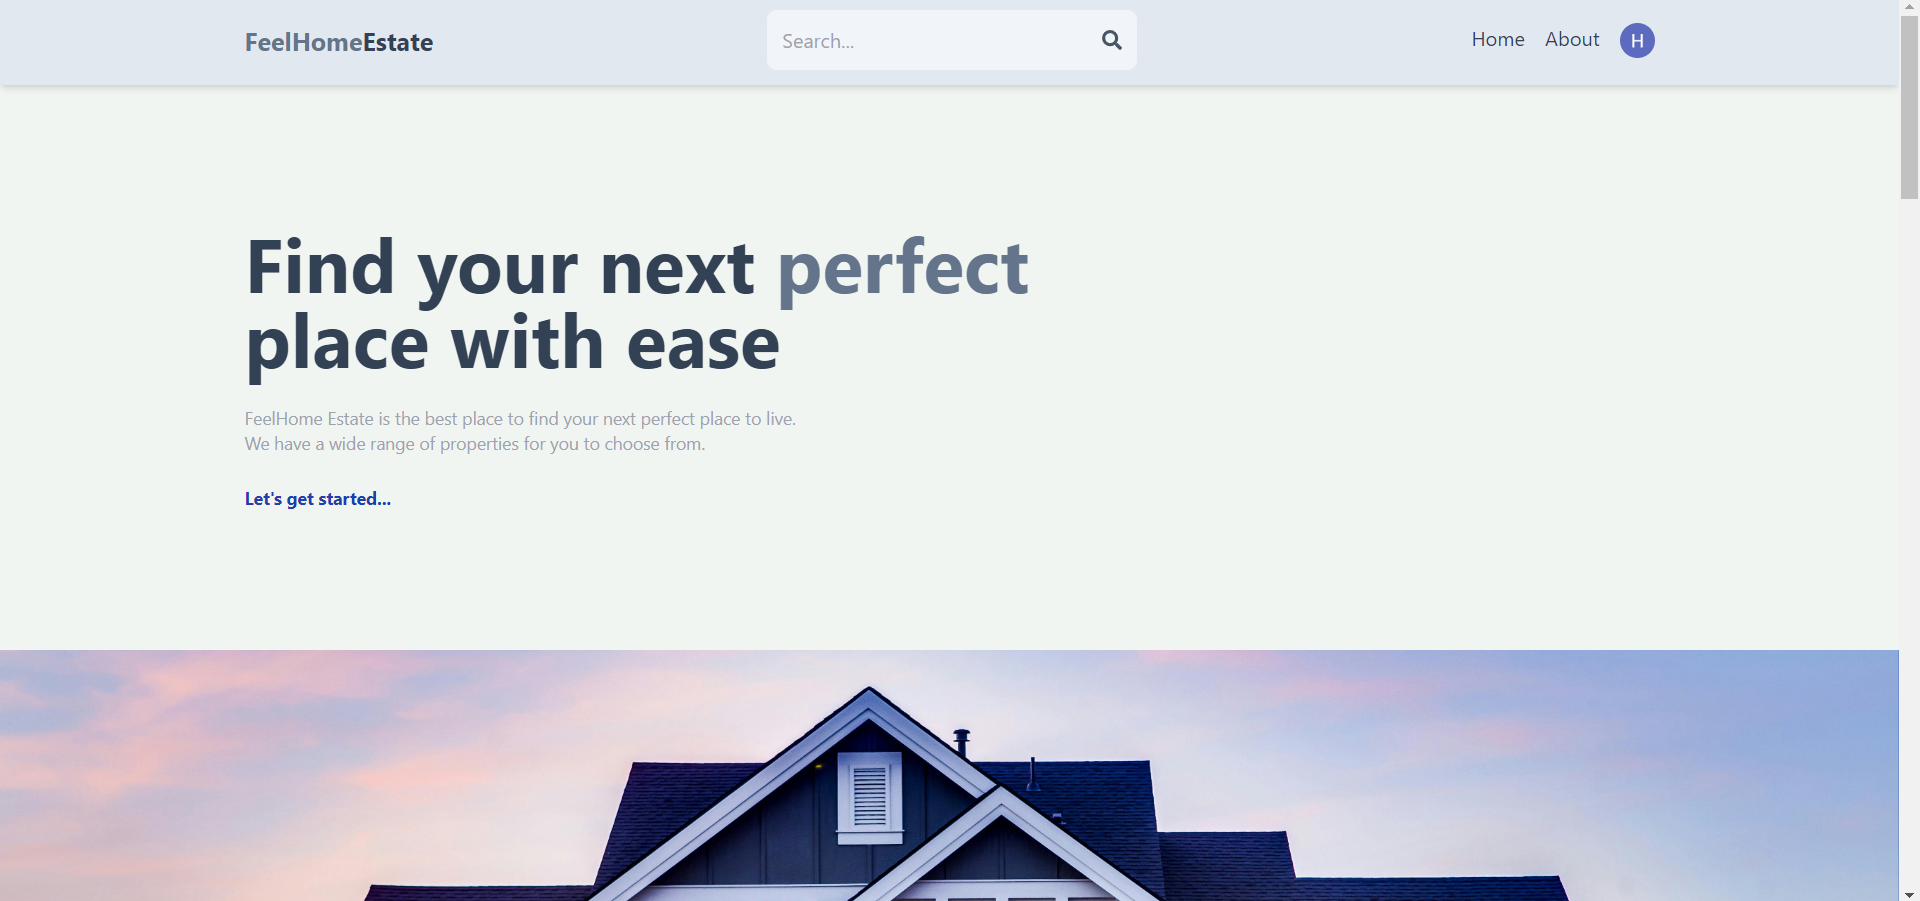 FeelHomeEstate
Search...
Home
About
H
Find your next perfect
place with ease
FeelHome Estate is the best place to find your next perfect place to live.
We have a wide range of properties for you to choose from.
Let's get started...